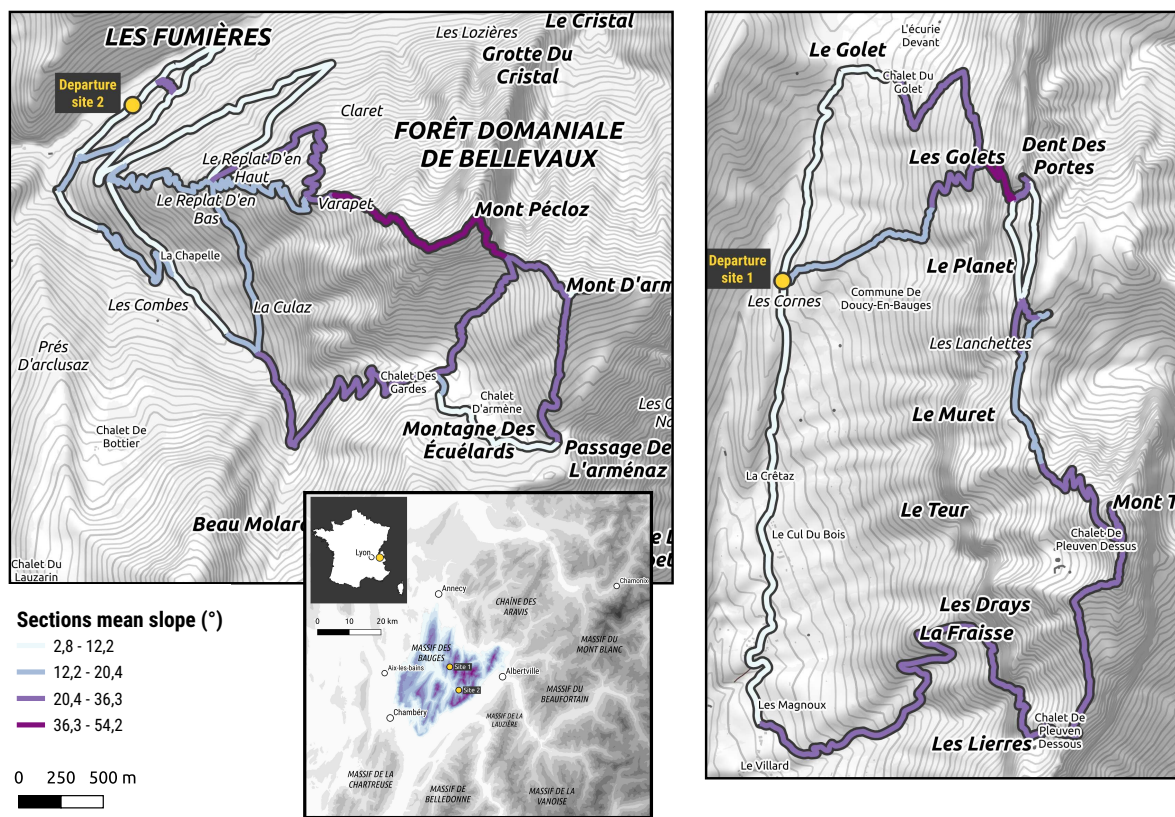 LES FUMIÈRES
Departure
site 2
Les Lozières
Le Cristal
Grotte Du
Cristal
Claret
FORÊT DOMANIALE
DE BELLEVAUX
Le Replat D'en
Haut
Le Replat D'en
Bas
Varapet
Mont Pécloz
La Chapelle
Mont D'arm
Les Combes
La Culaz
Prés
D'arclusaz
Chalet Des
Gardes
Chalet
D'armène
Les C
Na
Chalet De
Bottier
Montagne Des
Écuélards
Passage De
L'arménaz
Beau Molard
Chalet Du
Lauzarin
Le Golet
L'écurie
Devant
Chalet Du
Golet
Les Golets
Dent Des
Portes
Departure
site 1
Les Cornes
Le Planet
Commune De
Doucy-En-Bauges
Les Lanchettes
Le Muret
La Crêtaz
Le Teur
Mont T
Le Cul Du Bois
Chalet De
Pleuven Dessus
Les Drays
La Fraisse
Les Magnoux
Chalet De
Pleuven
Dessous
Les Lierres
Le Villard
Sections mean slope (°)
2,8 - 12,2
12,2 - 20,4
20,4 - 36,3
36,3 - 54,2
0 250 500 m
Lyon
0 10 20 km
Annecy
Chamonix
CHAÎNE DES
ARAVIS
MASSIF DU
MONT BLANC
MASSIF DES
BAUGES
Site 1
Aix-les-bains
Albertville
Site 2
MASSIF DU
BEAUFORTAIN
Chambéry
MASSIF DE LA
LAUZIÈRE
MASSIF DE LA
CHARTREUSE
MASSIF DE
BELLEDONNE
MASSIF DE LA
VANOISE